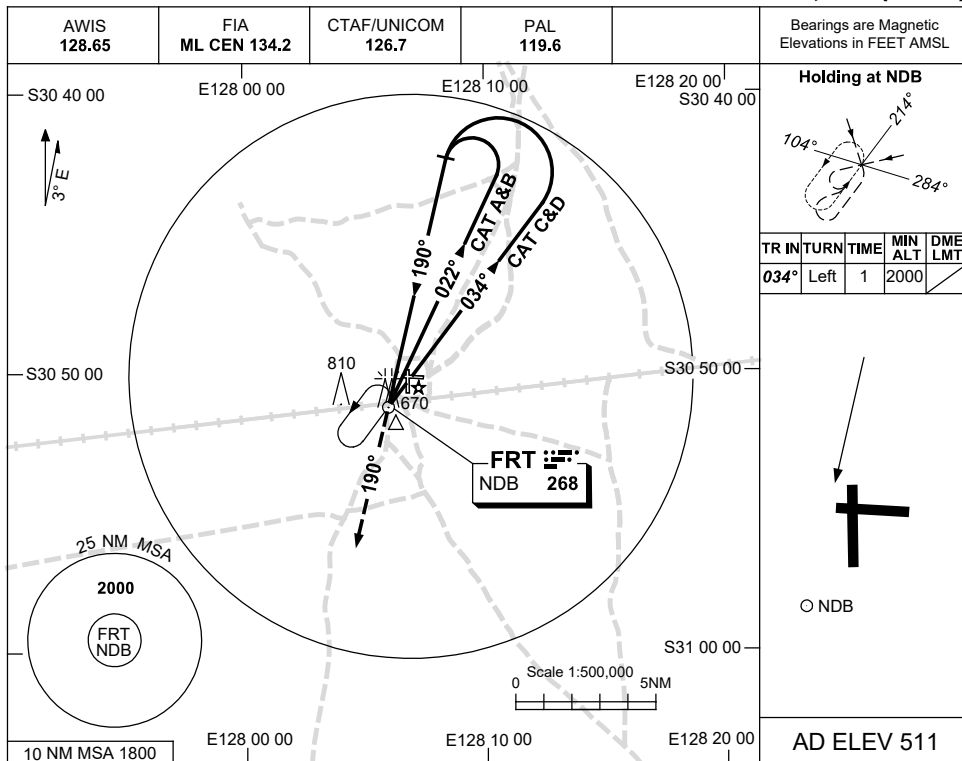 AWIS
128.65
FIA
ML CEN 134.2
CTAF/UNICOM
126.7
PAL
119.6
Bearings are Magnetic
Elevations in FEET AMSL
S30 40 00
E128 00 00
E128 10 00
E128 20 00
S30 40 00
3° E
190°
022°
CAT A&B
034°
CAT C&D
S30 50 00
S30 50 00
810
670
FRT
NDB 268
190°
25 NM MSA
2000
FRT
NDB
S31 00 00
Scale 1:500,000
0 5NM
10 NM MSA 1800
E128 00 00
E128 10 00
E128 20 00
Holding at NDB
214°
104°
284°
TR IN TURN TIME MIN ALT DME LMT
034° Left 1 2000
NDB
AD ELEV 511